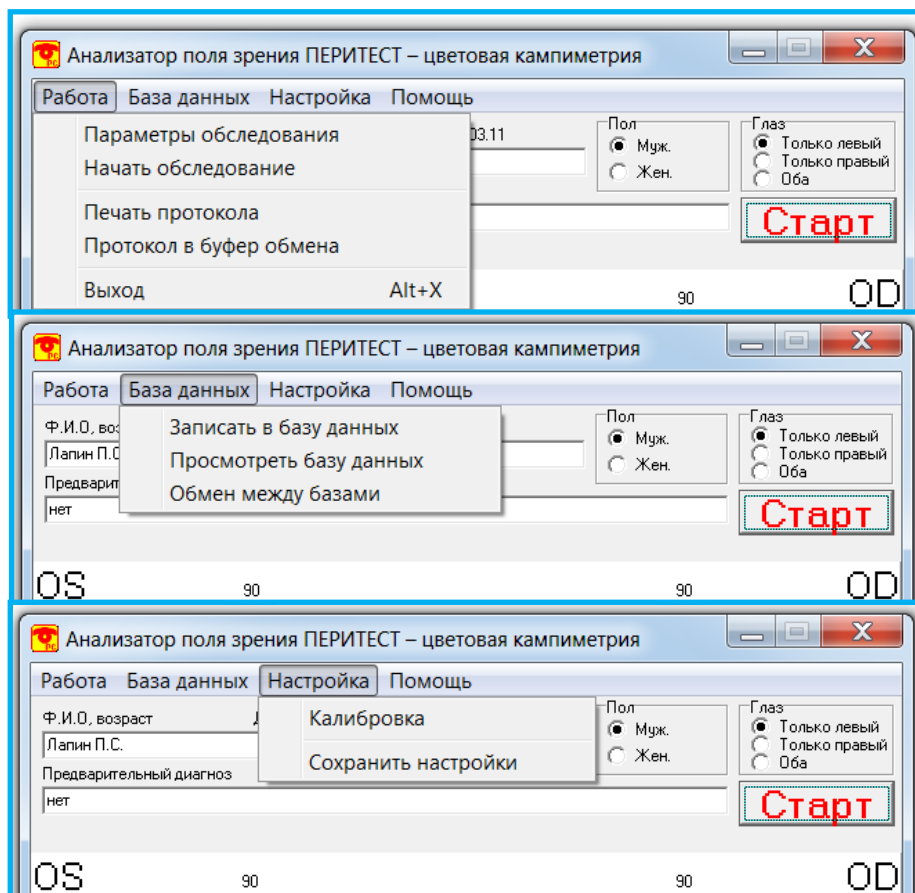 Анализатор поля зрения ПЕРИТЕСТ – цветовая кампиметрия
Работа База данных Настройка Помощь
Параметры обследования
Начать обследование
Печать протокола
Протокол в буфер обмена
Выход Alt+X
03.11
Пол
Муж.
Жен.
Глаз
Только левый
Только правый
Оба
Старт
90 OD
Анализатор поля зрения ПЕРИТЕСТ – цветовая кампиметрия
Работа База данных Настройка Помощь
Записать в базу данных
Просмотреть базу данных
Обмен между базами
Ф.И.О, воз
Лапин П.С
Предварит
нет
Пол
Муж.
Жен.
Глаз
Только левый
Только правый
Оба
Старт
OS 90 90 OD
Анализатор поля зрения ПЕРИТЕСТ – цветовая кампиметрия
Работа База данных Настройка Помощь
Калибровка
Сохранить настройки
Ф.И.О, возраст
Лапин П.С.
Предварительный диагноз
нет
Пол
Муж.
Жен.
Глаз
Только левый
Только правый
Оба
Старт
OS 90 90 OD